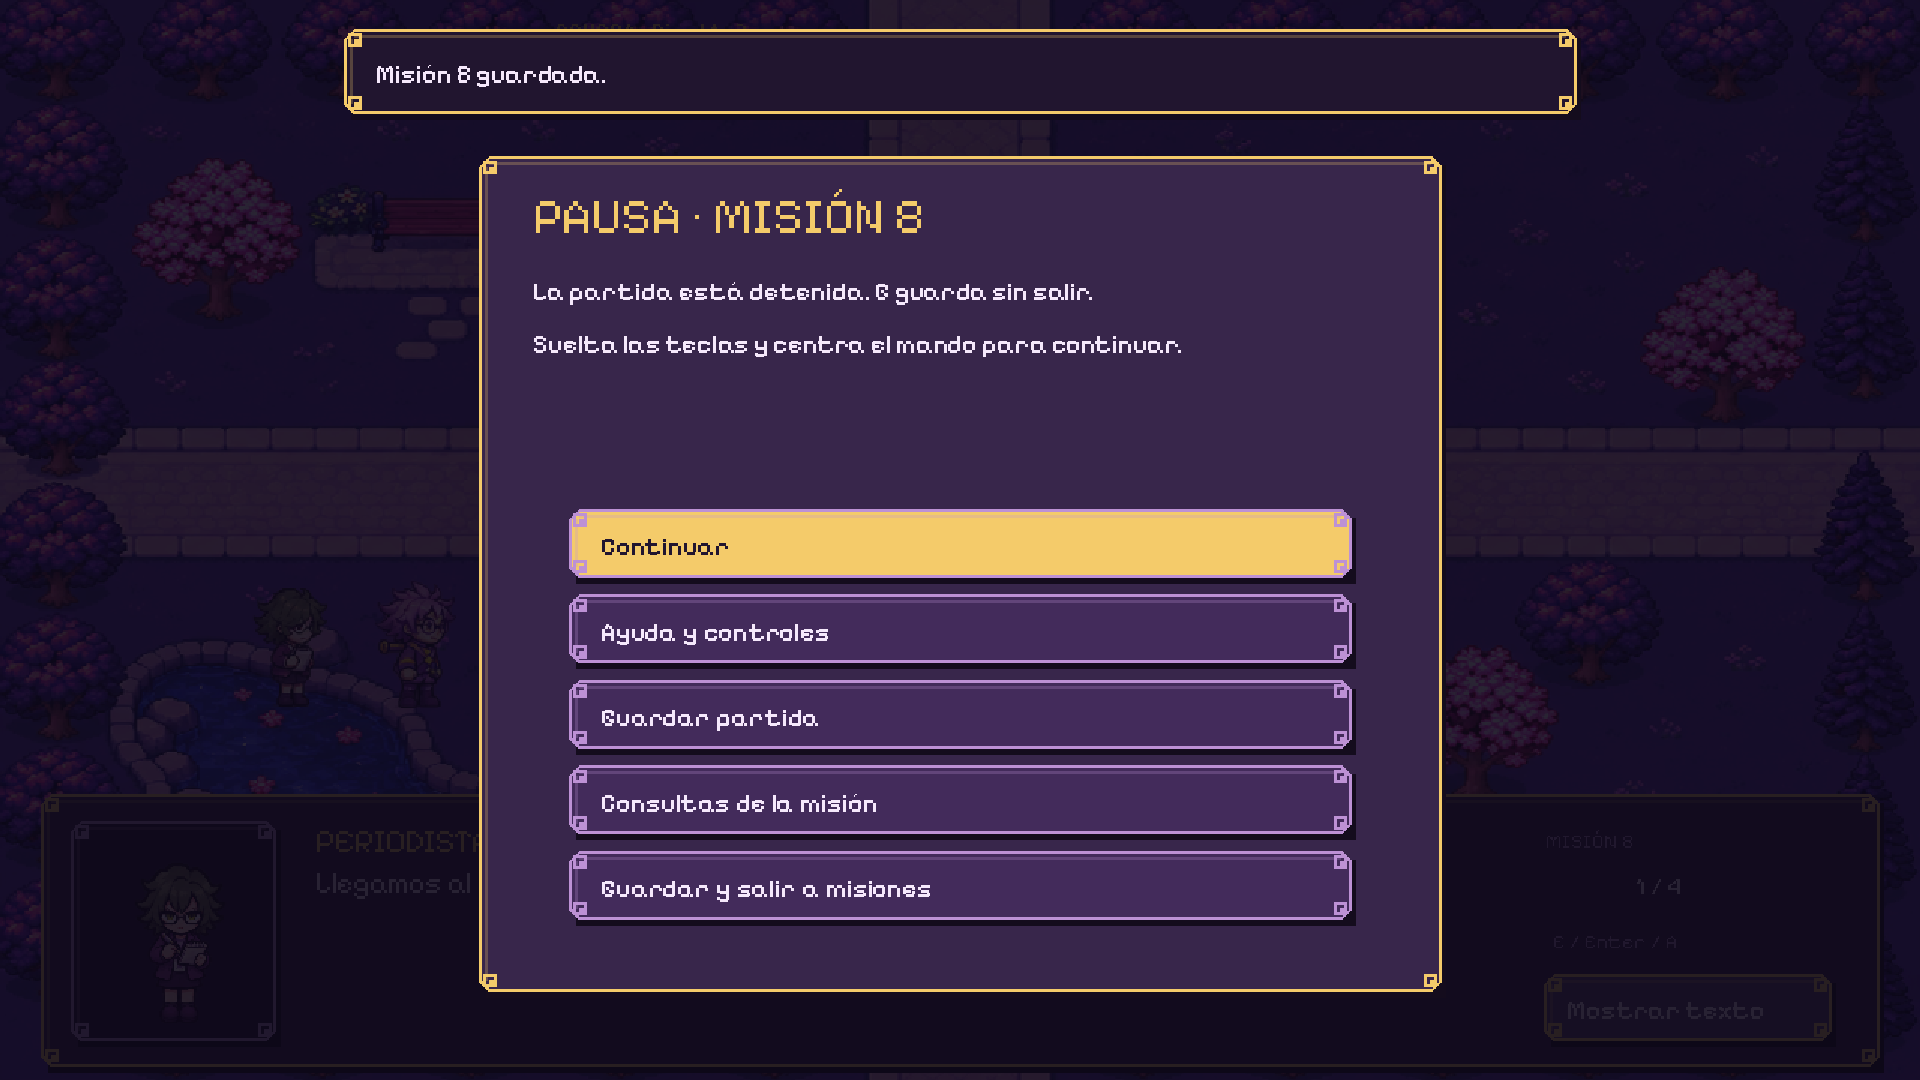 Misión 8 guardada.
PAUSA · MISIÓN 8
La partida está detenida. G guarda sin salir.
Suelta las teclas y centra el mando para continuar.
Continuar
Ayuda y controles
Guardar partida
Consultas de la misión
Guardar y salir a misiones
PERIODISTA
Llegamos al
MISIÓN 8
1 / 4
E / Enter / A
Mostrar texto